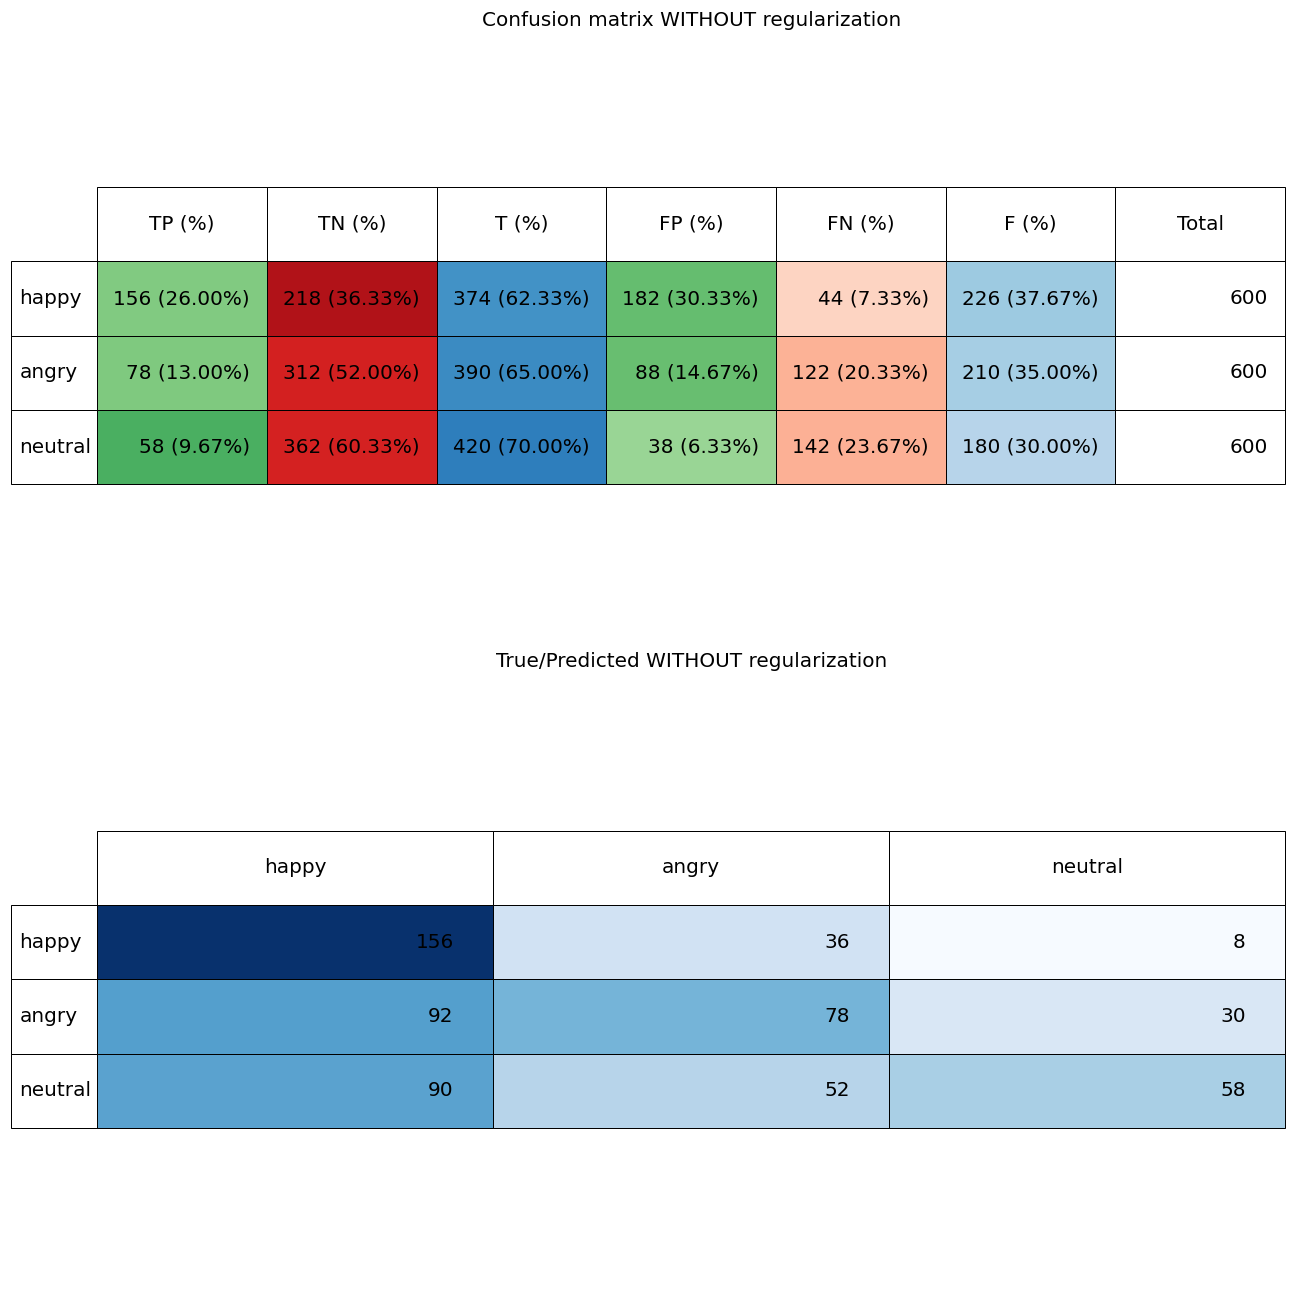 Confusion matrix WITHOUT regularization
TP (%) TN (%) T (%) FP (%) FN (%) F (%) Total
happy 156 (26.00%) 218 (36.33%) 374 (62.33%) 182 (30.33%) 44 (7.33%) 226 (37.67%) 600
angry 78 (13.00%) 312 (52.00%) 390 (65.00%) 88 (14.67%) 122 (20.33%) 210 (35.00%) 600
neutral 58 (9.67%) 362 (60.33%) 420 (70.00%) 38 (6.33%) 142 (23.67%) 180 (30.00%) 600
True/Predicted WITHOUT regularization
happy angry neutral
happy 156 36 8
angry 92 78 30
neutral 90 52 58